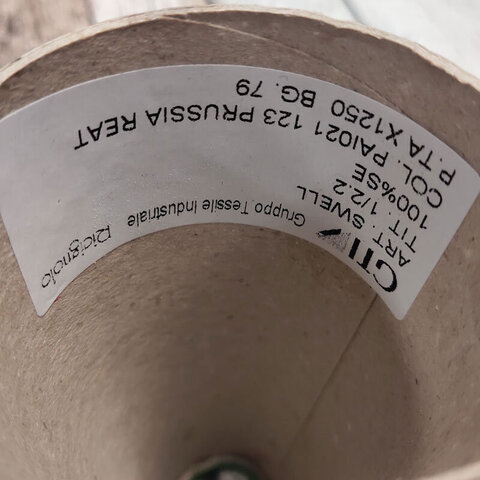 GTI Gruppo Tessile Industriale Ricignolo
ART. SWELL
TIT. 1/2.2
100%SE
COL. PAI021 123 PRUSSIA REAT
P.TA X1250 BG. 79